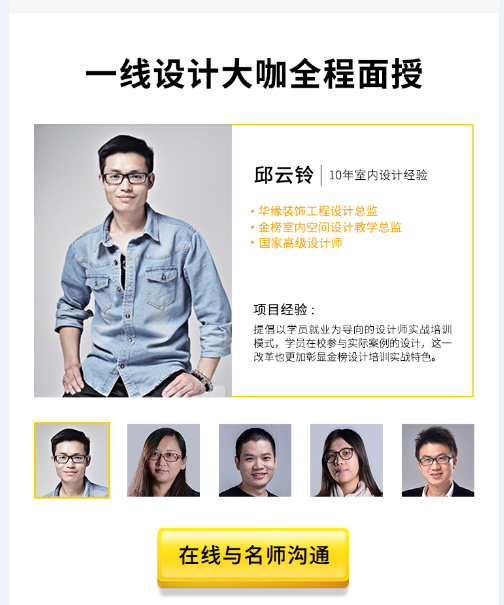 一线设计大咖全程面授
邱云铃 | 10年室内设计经验
• 华缘装饰工程设计总监
• 金榜室内空间设计教学总监
• 国家高级设计师
项目经验：
提倡以学员就业为导向的设计师实战培训
模式，学员在校参与实际案例的设计，这一
改革也更加彰显金榜设计培训实战特色。
在线与名师沟通